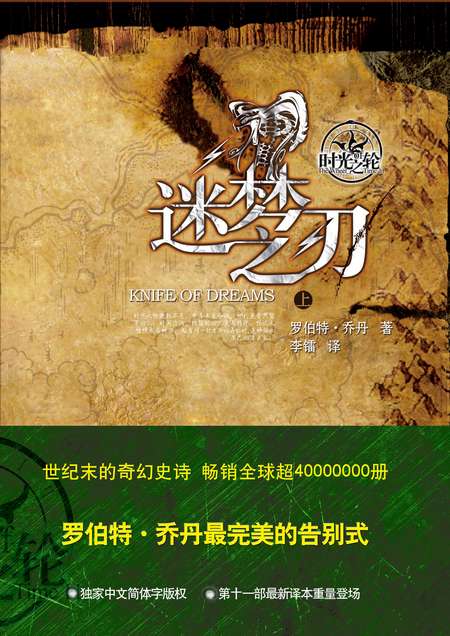 时光之轮
The Wheel of Time
迷梦之刃
KNIFE OF DREAMS
上
罗伯特·乔丹 著
李镭 译
世纪末的奇幻史诗 畅销全球超40000000册
罗伯特·乔丹最完美的告别式
独家中文简体字版权 第十一部最新译本重量登场